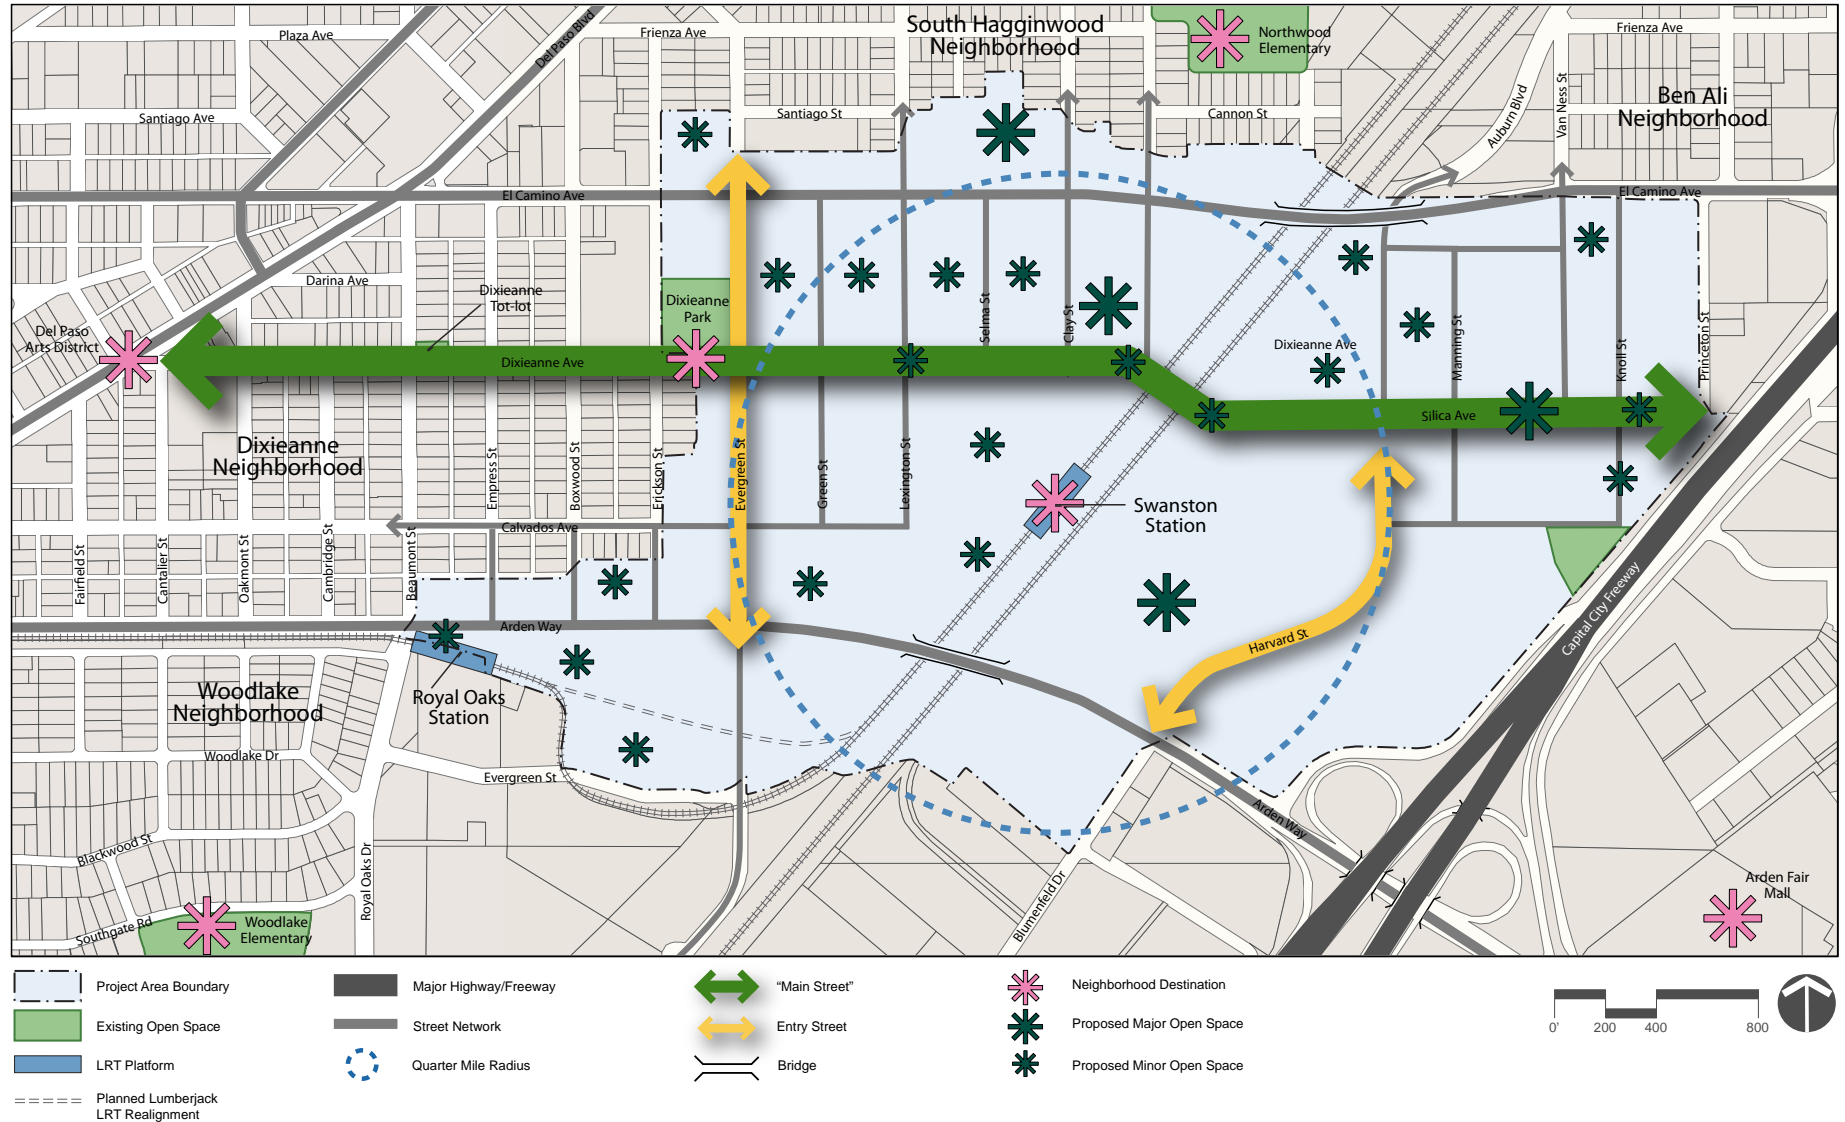 Plaza Ave
Del Paso Blvd
Frienza Ave
South Hagginwood
Neighborhood
Northwood
Elementary
Frienza Ave
Santiago Ave
Santiago St
Cannon St
Auburn Blvd
Van Ness St
Ben Ali
Neighborhood
El Camino Ave
El Camino Ave
Darina Ave
Dixieanne
Tot-lot
Dixieanne
Park
Del Paso
Arts District
Dixieanne Ave
Selma St
Clay St
Dixieanne Ave
Manning St
Knoll St
Princeton St
Silica Ave
Dixieanne
Neighborhood
Empress St
Boxwood St
Erickson St
Evergreen St
Green St
Lexington St
Swanston
Station
Calvados Ave
Fairfield St
Cantalier St
Oakmont St
Cambridge St
Beaumont St
Arden Way
Harvard St
Capital City Freeway
Woodlake
Neighborhood
Royal Oaks
Station
Woodlake Dr
Evergreen St
Arden Way
Blackwood St
Royal Oaks Dr
Blumenfeld Dr
Arden Fair
Mall
Southgate Rd
Woodlake
Elementary
Project Area Boundary
Existing Open Space
LRT Platform
Planned Lumberjack
LRT Realignment
Major Highway/Freeway
Street Network
Quarter Mile Radius
“Main Street”
Entry Street
Bridge
Neighborhood Destination
Proposed Major Open Space
Proposed Minor Open Space
0' 200 400 800